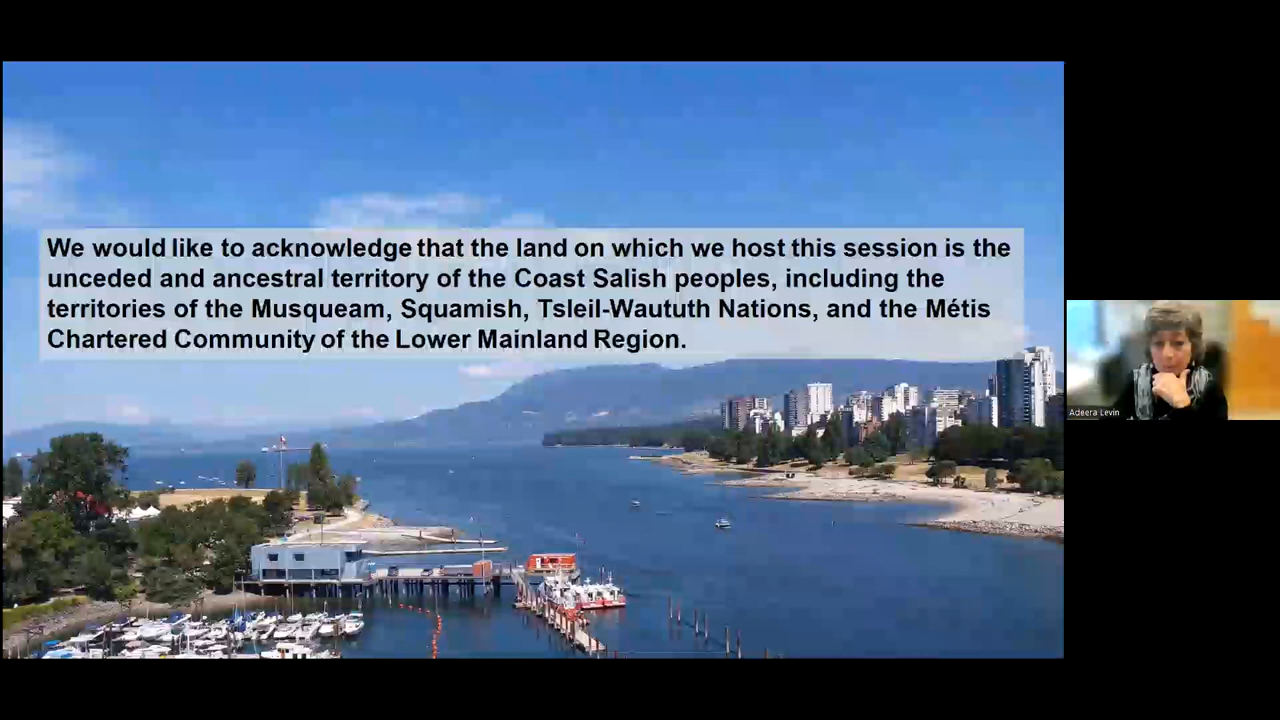 We would like to acknowledge that the land on which we host this session is the
unceded and ancestral territory of the Coast Salish peoples, including the
territories of the Musqueam, Squamish, Tsleil-Waututh Nations, and the Métis
Chartered Community of the Lower Mainland Region.
Adeera Levin